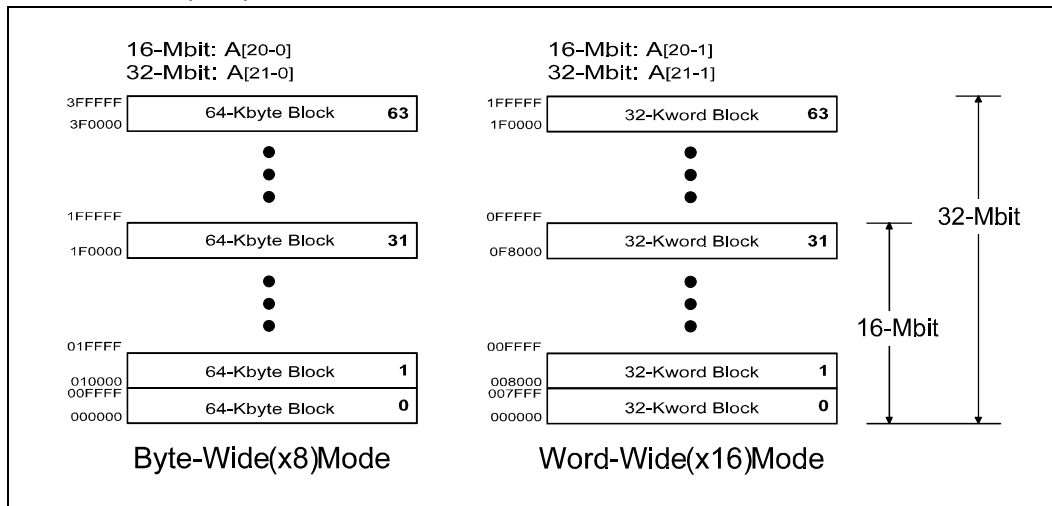 16-Mbit: A[20-0]
32-Mbit: A[21-0]
3FFFFF
64-Kbyte Block 63
3F0000
1FFFFF
64-Kbyte Block 31
1F0000
01FFFF
64-Kbyte Block 1
010000
00FFFF
64-Kbyte Block 0
000000
Byte-Wide(x8)Mode
16-Mbit: A[20-1]
32-Mbit: A[21-1]
1FFFFF
32-Kword Block 63
1F0000
0FFFFF
32-Kword Block 31
0F8000
00FFFF
32-Kword Block 1
008000
007FFF
32-Kword Block 0
000000
Word-Wide(x16)Mode
16-Mbit
32-Mbit